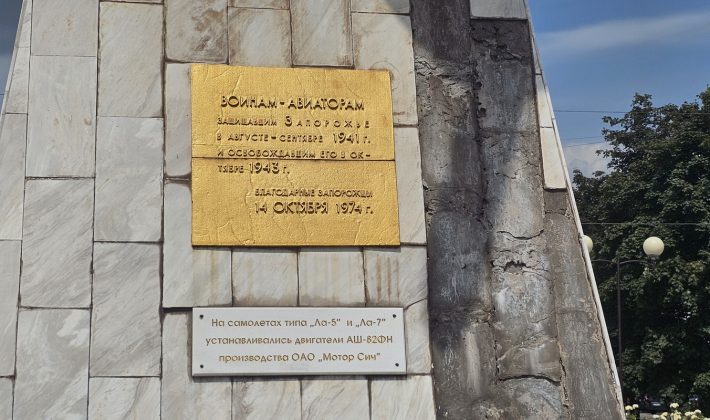 ВОИНАМ-АВИАТОРАМ
ЗАЩИЩАВШИМ ЗАПОРОЖЬЕ
В АВГУСТЕ-СЕНТЯБРЕ 1941 г.
И ОСВОБОЖДАВШИМ ЕГО В ОК-
ТЯБРЕ 1943 г.
БЛАГОДАРНЫЕ ЗАПОРОЖЦЫ
14 ОКТЯБРЯ 1974 г.
На самолетах типа „Ла-5" и „Ла-7"
устанавливались двигатели АШ-82ФН
производства ОАО „Мотор Сич"